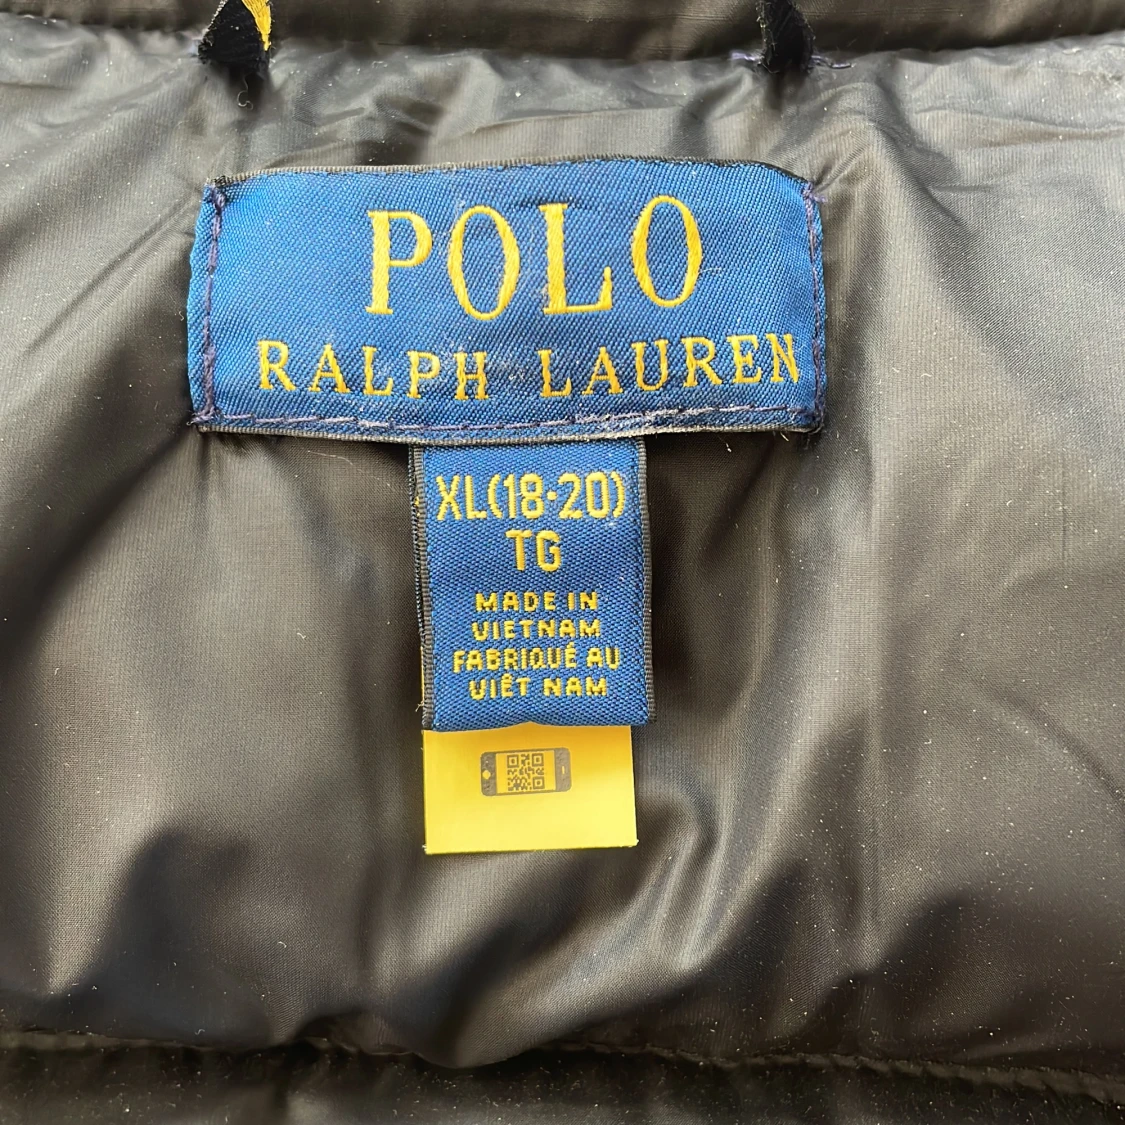 POLO
RALPH LAUREN
XL(18·20)
TG
MADE IN
VIETNAM
FABRIQUÉ AU
VIÊT NAM